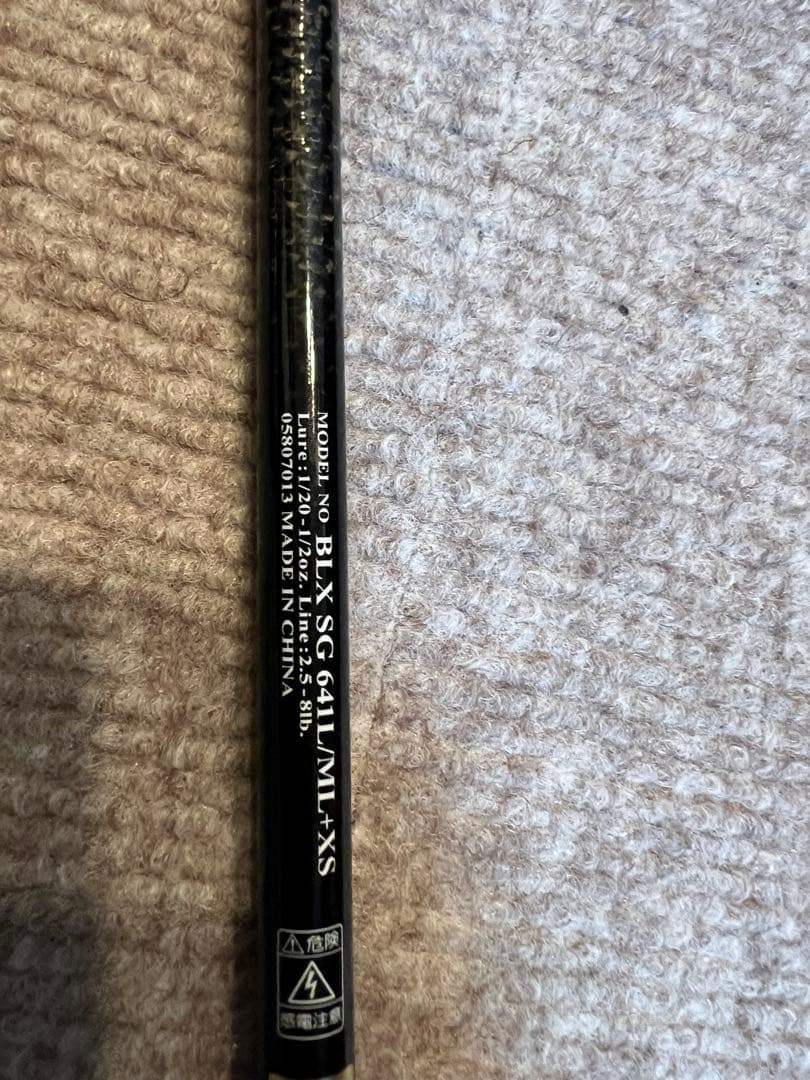 MODEL NO BLX SG 641L/ML+XS
Lure:1/20-1/2oz. Line:2.5-8lb.
05807013 MADE IN CHINA
危険
感電注意